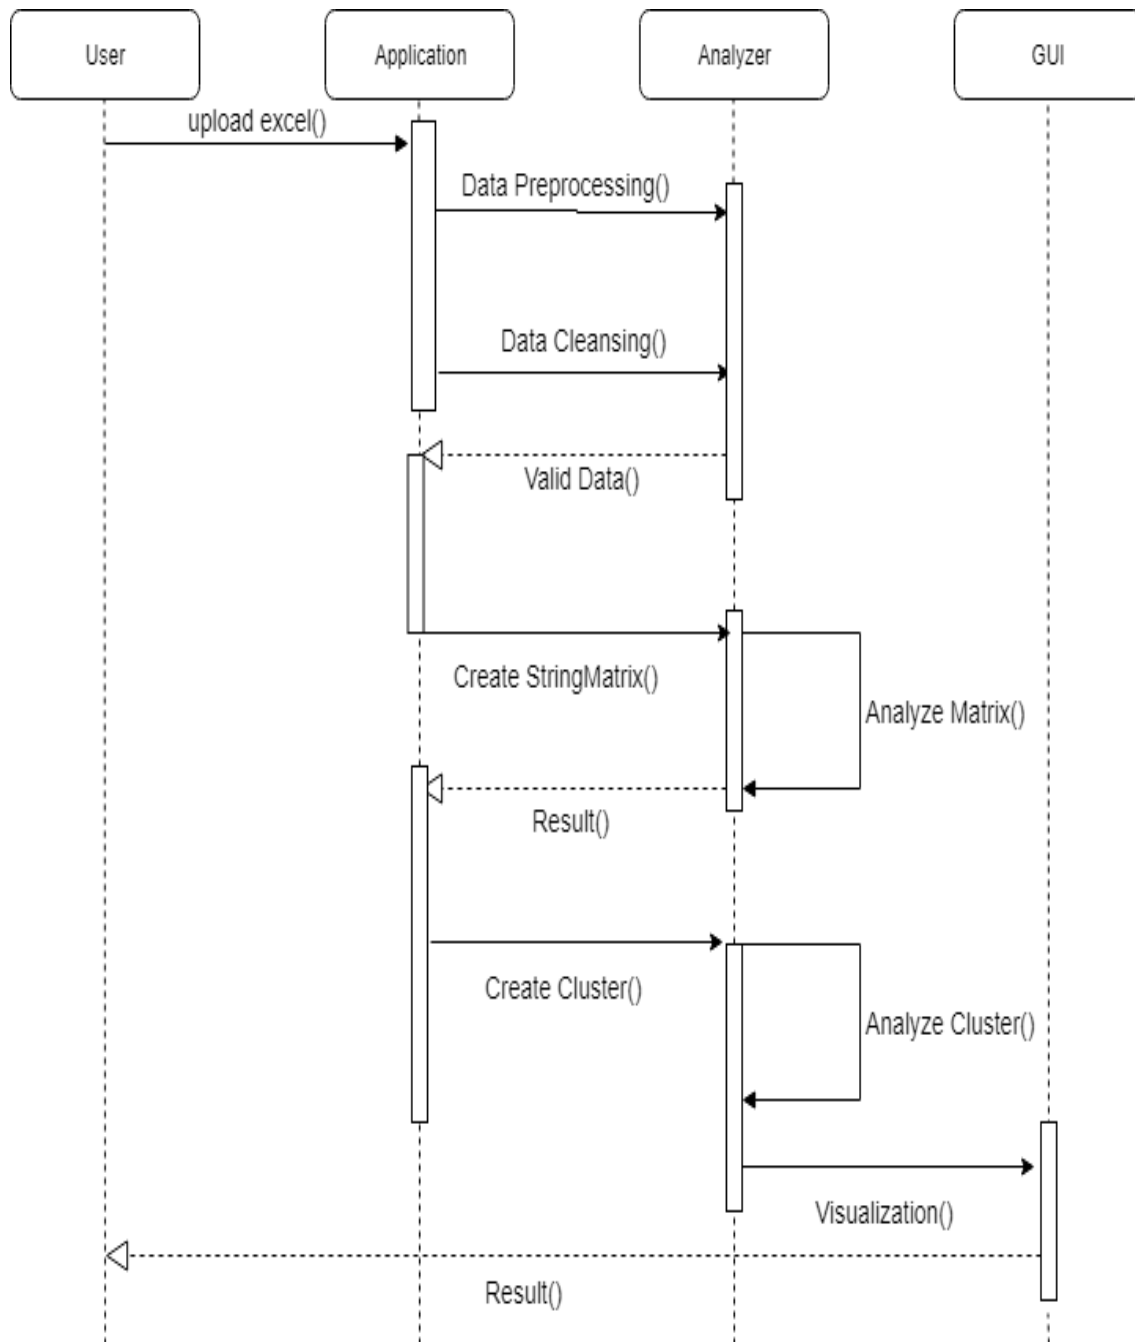 User
Application
Analyzer
GUI
upload excel()
Data Preprocessing()
Data Cleansing()
Valid Data()
Create StringMatrix()
Analyze Matrix()
Result()
Create Cluster()
Analyze Cluster()
Visualization()
Result()